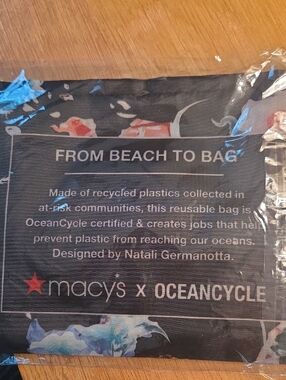 FROM BEACH TO BAG
Made of recycled plastics collected in
at-risk communities, this reusable bag is
OceanCycle certified & creates jobs that help
prevent plastic from reaching our oceans.
Designed by Natali Germanotta.
macy's X OCEANCYCLE